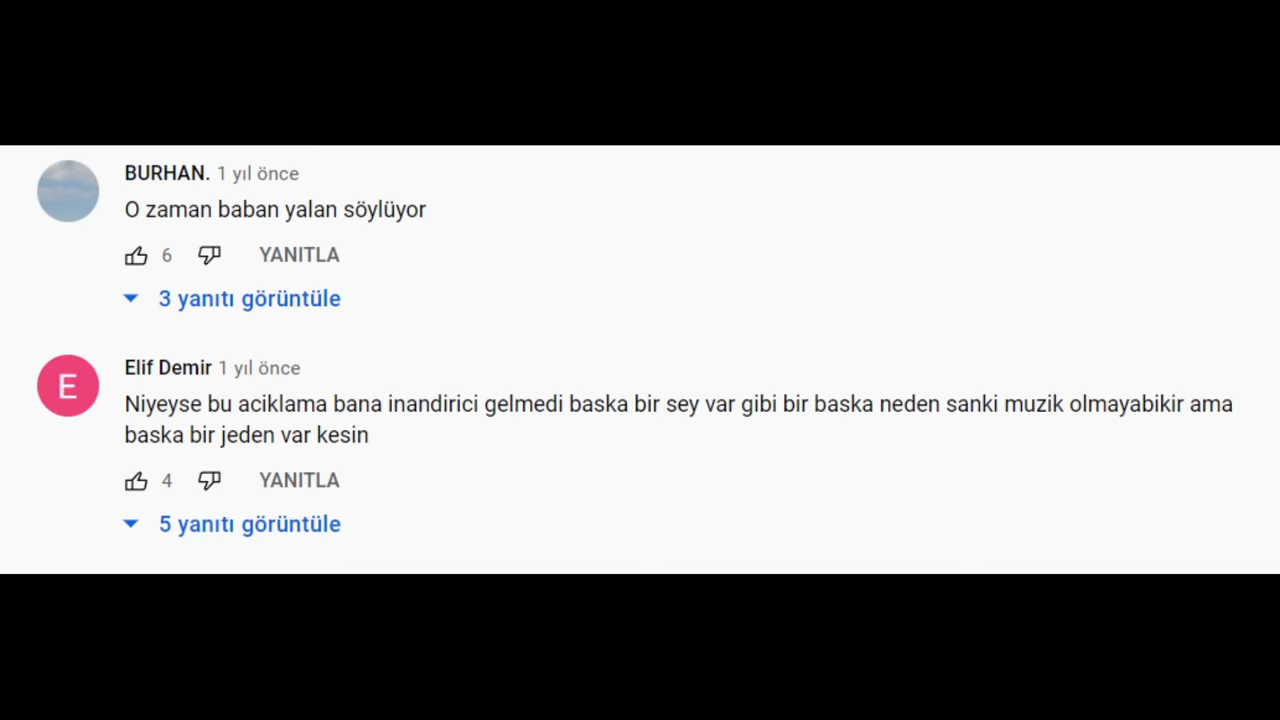 BURHAN. 1 yıl önce
O zaman baban yalan söylüyor
6 YANITLA
3 yanıtı görüntüle
E
Elif Demir 1 yıl önce
Niyeyse bu aciklama bana inandirici gelmedi baska bir sey var gibi bir baska neden sanki muzik olmayabikir ama
baska bir jeden var kesin
4 YANITLA
5 yanıtı görüntüle